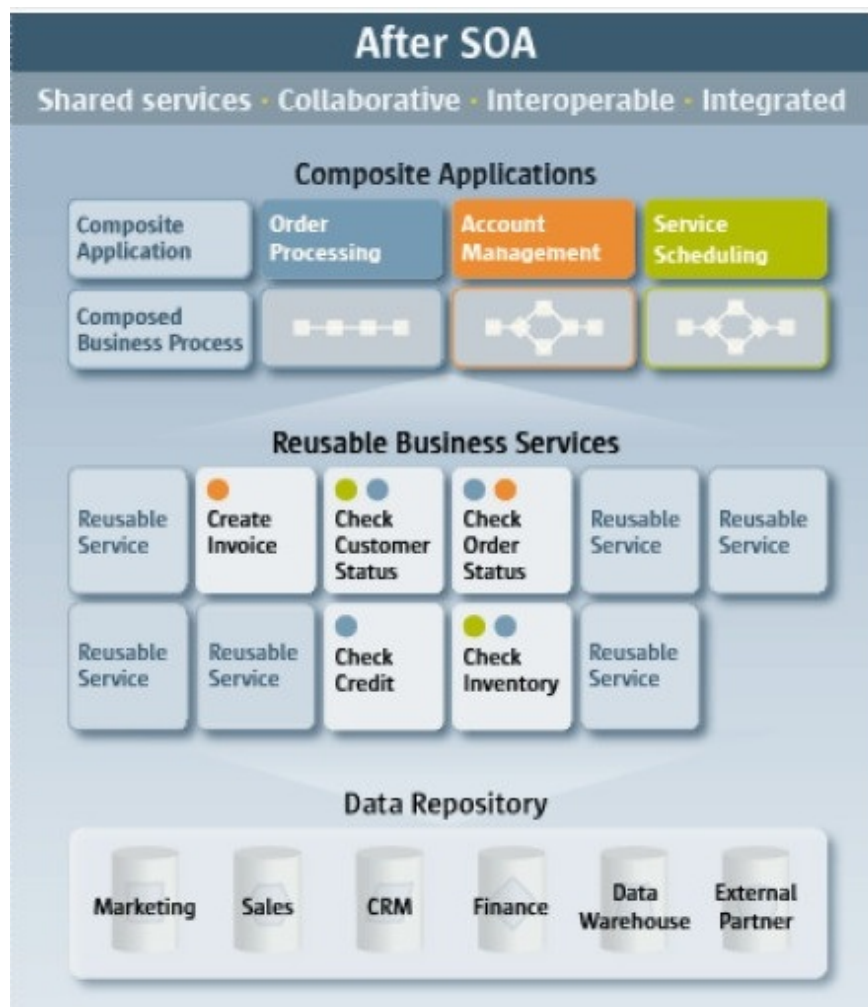 After SOA
Shared services · Collaborative · Interoperable · Integrated
Composite Applications
Composite
Application
Order
Processing
Account
Management
Service
Scheduling
Composed
Business Process
Reusable Business Services
Reusable
Service
Create
Invoice
Check
Customer
Status
Check
Order
Status
Reusable
Service
Reusable
Service
Reusable
Service
Reusable
Service
Check
Credit
Check
Inventory
Reusable
Service
Data Repository
Marketing
Sales
CRM
Finance
Data
Warehouse
External
Partner